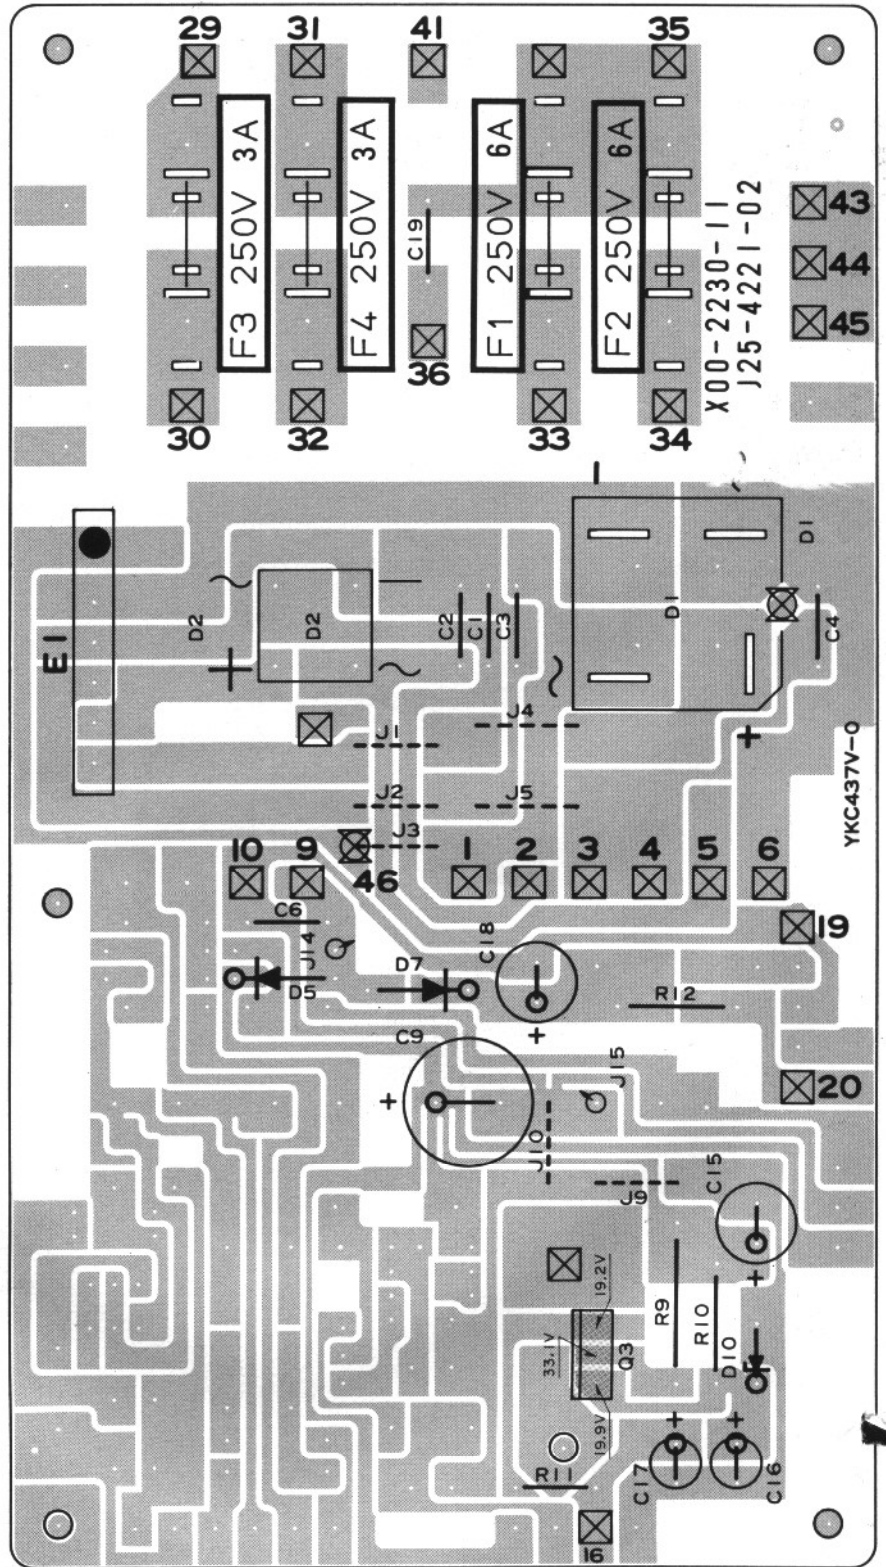 29 31 41 35
F3 250V 3A
F4 250V 3A
C19
F1 250V 6A
F2 250V 6A
X00-2230-11
J25-4221-02
43
44
45
36
30 32 33 34
−
~
E1
D2
D2
~
+
~
C2
C1
C3
~
D1
D1
C4
+
J1
J4
J2
J5
J3
YKC437V-0
10 9 46 1 2 3 4 5 6
C6
J14
C18
19
D5
D7
R12
C9
+
+
J15
20
J10
J9
C15
+
19.2V
33.1V
19.9V
Q3
R9
R10
D10
+ +
R11
C17
C16
16